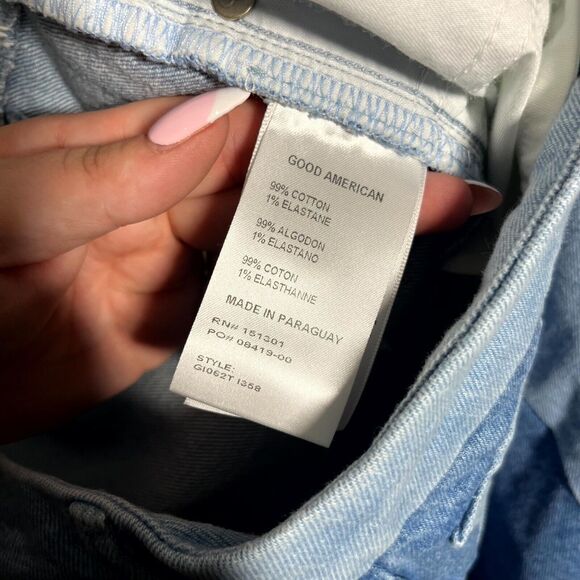 GOOD AMERICAN
99% COTTON
1% ELASTANE
99% ALGODON
1% ELASTANO
99% COTON
1% ELASTHANNE
MADE IN PARAGUAY
RN# 151301
PO# 08419-00
STYLE:
GI062T I358